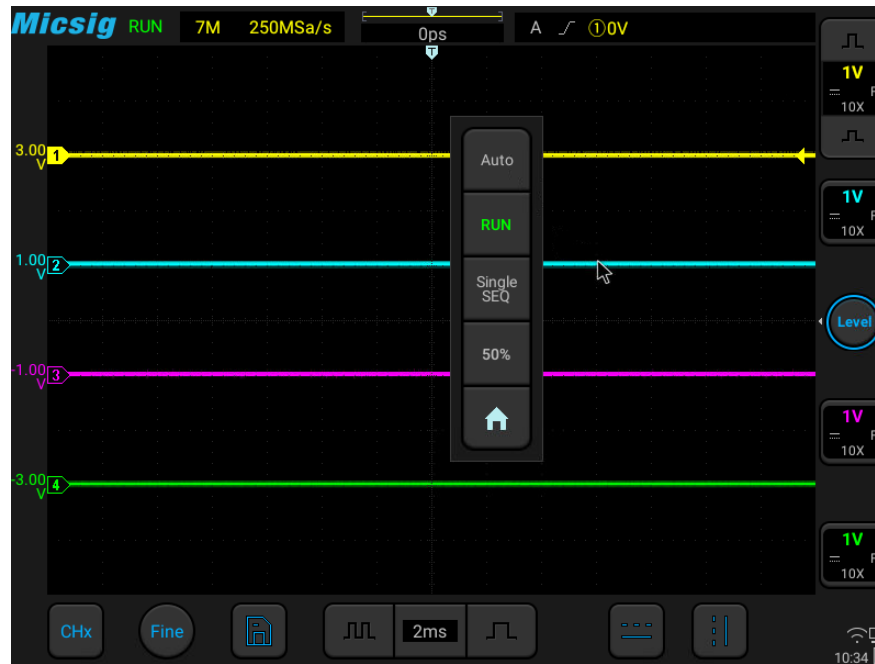 Micsig RUN 7M 250MSa/s 0ps A ①0V
T
T
1V
10X
3.00
V
1
Auto
RUN
1V
10X
1.00
V
2
Single
SEQ
Level
50%
-1.00
V
3
1V
10X
-3.00
V
4
1V
10X
CHx Fine 2ms
10:34